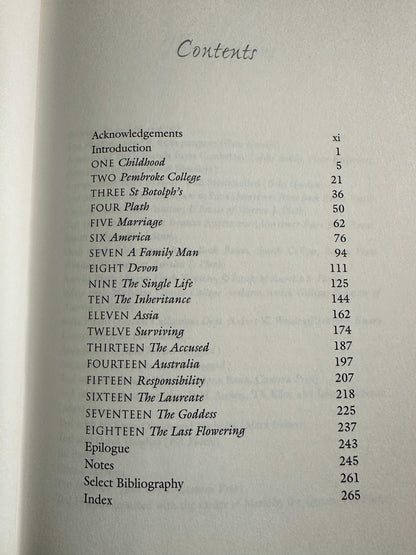 Contents
Acknowledgements xi
Introduction 1
ONE Childhood 5
TWO Pembroke College 21
THREE St Botolph's 36
FOUR Plath 50
FIVE Marriage 62
SIX America 76
SEVEN A Family Man 94
EIGHT Devon 111
NINE The Single Life 125
TEN The Inheritance 144
ELEVEN Assia 162
TWELVE Surviving 174
THIRTEEN The Accused 187
FOURTEEN Australia 197
FIFTEEN Responsibility 207
SIXTEEN The Laureate 218
SEVENTEEN The Goddess 225
EIGHTEEN The Last Flowering 237
Epilogue 243
Notes 245
Select Bibliography 261
Index 265